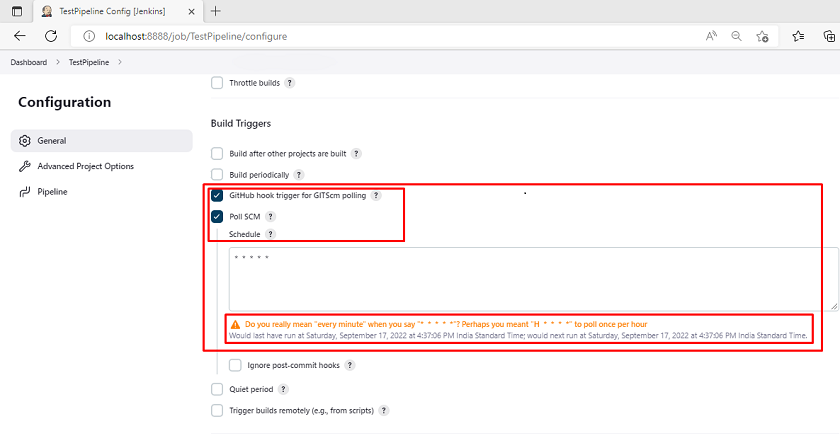 TestPipeline Config [Jenkins]
localhost:8888/job/TestPipeline/configure
Dashboard > TestPipeline >
Configuration
General
Advanced Project Options
Pipeline
Throttle builds ?
Build Triggers
Build after other projects are built ?
Build periodically ?
GitHub hook trigger for GITScm polling ?
Poll SCM ?
Schedule ?
* * * * *
Do you really mean "every minute" when you say "* * * * *"? Perhaps you meant "H * * * *" to poll once per hour
Would last have run at Saturday, September 17, 2022 at 4:37:06 PM India Standard Time; would next run at Saturday, September 17, 2022 at 4:37:06 PM India Standard Time.
Ignore post-commit hooks ?
Quiet period ?
Trigger builds remotely (e.g., from scripts) ?